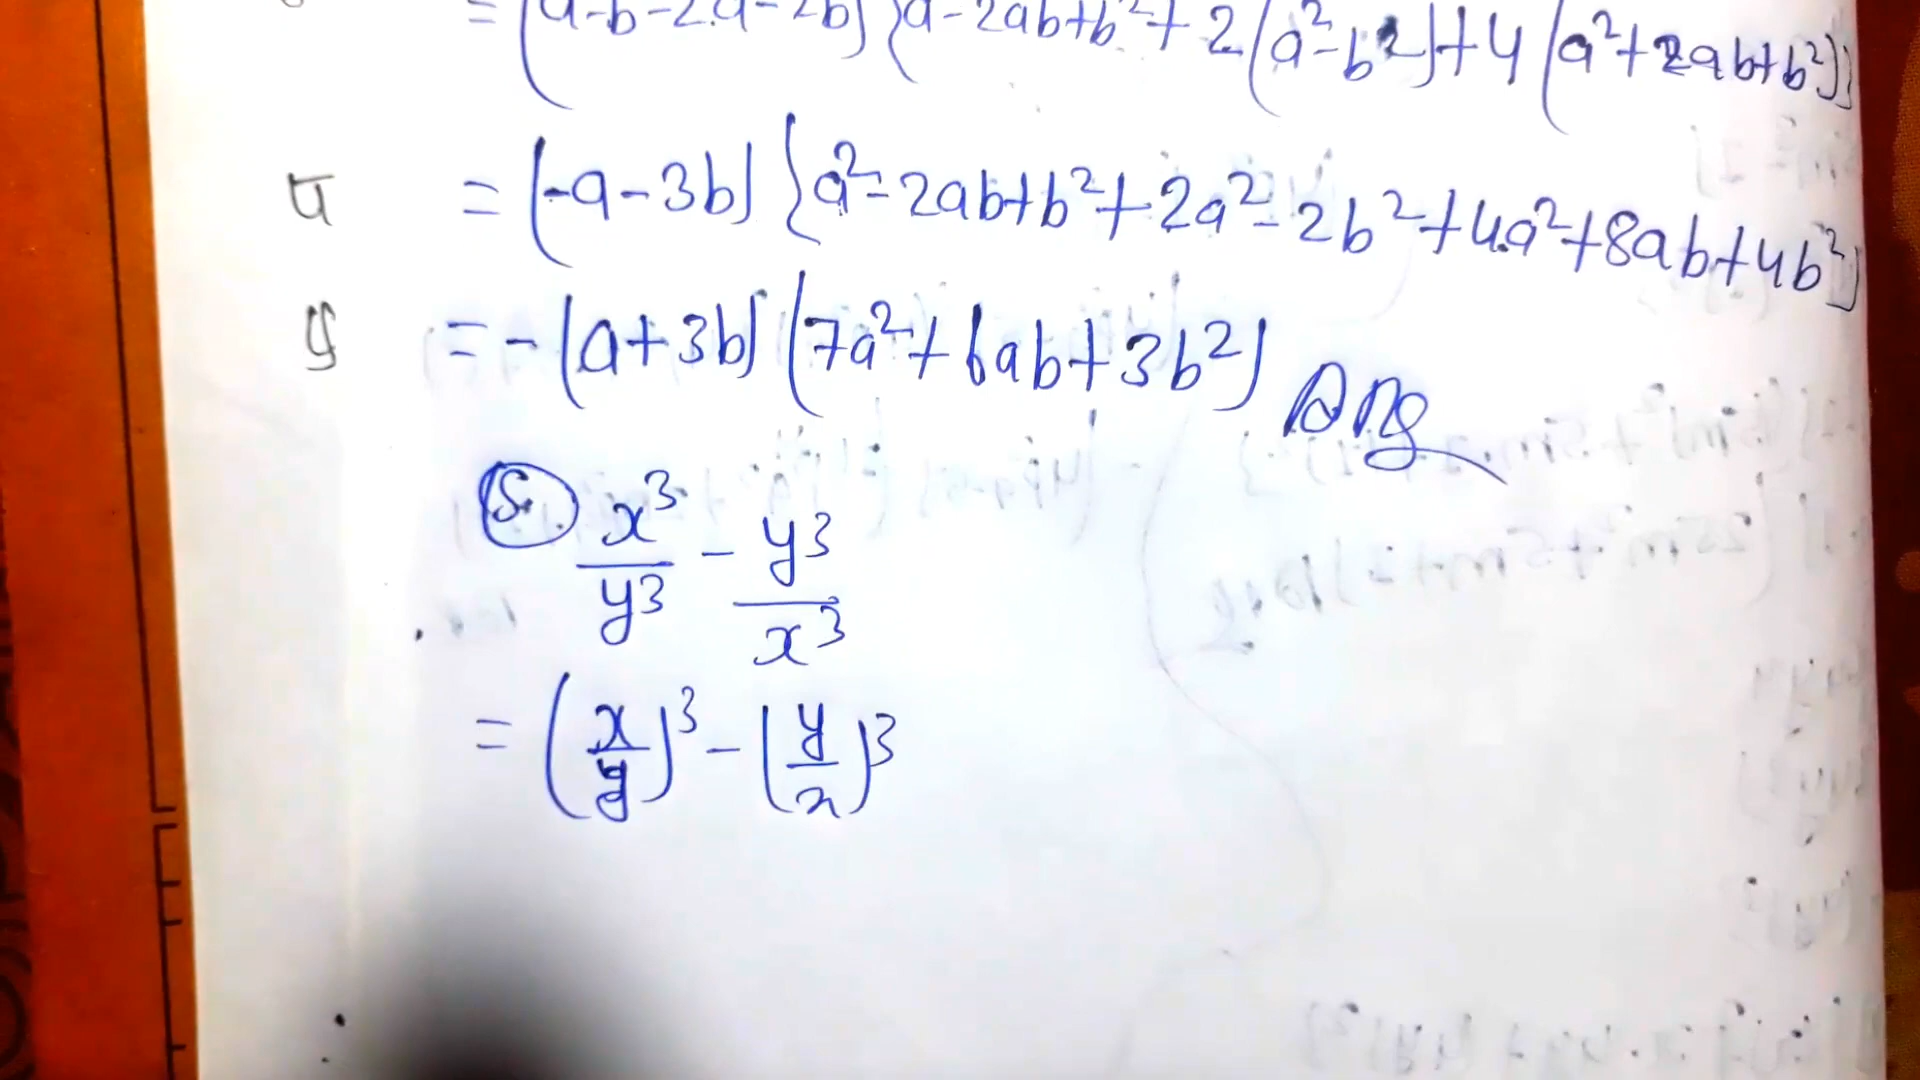 = (a-b-2a-2b) {a-2ab+b²+2(a²-b²)+4(a²+2ab+b²)}
= (-a-3b) {a²-2ab+b²+2a²-2b²+4a²+8ab+4b²}
= -(a+3b) (7a²+6ab+3b²) Ans
5. x³/y³ - y³/x³
= (x/y)³ - (y/x)³